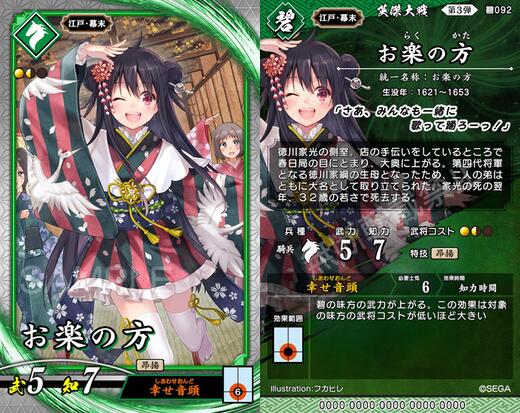 江戸・幕末
お楽の方
昂揚
武5 知7
しあわせおんど
幸せ音頭
6
碧
江戸・幕末
英傑大戦
第3弾
碧092
らく かた
お楽の方
統一名称：お楽の方
生没年：1621～1653
「さあ、みんなも一緒に
歌って踊ろーっ！」
徳川家光の側室。店の手伝いをしているところで
春日局の目にとまり、大奥に上がる。第四代将軍
となる徳川家綱の生母となったため、二人の弟は
ともに大名として取り立てられた。家光の死の翌
年、３２歳の若さで死去する。
兵種 武力 知力 武将コスト
騎兵 5 7
特技 昂揚
しあわせおんど
幸せ音頭
必要士気
6
効果時間
知力時間
効果範囲
碧の味方の武力が上がる。この効果は対象
の味方の武将コストが低いほど大きい
Illustration:フカヒレ
©SEGA
0000-0000-0000-0000-0000